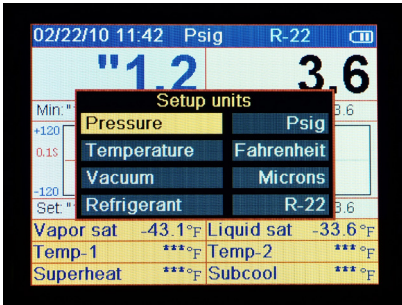 02/22/10 11:42 Psig R-22
"1.2 3.6
Setup units
Min: " 3.6
Pressure Psig
+120
0.1S
Temperature Fahrenheit
Vacuum Microns
-120
Refrigerant R-22
Set: " 3.6
Vapor sat -43.1°F Liquid sat -33.6°F
Temp-1 ***°F Temp-2 ***°F
Superheat ***°F Subcool ***°F